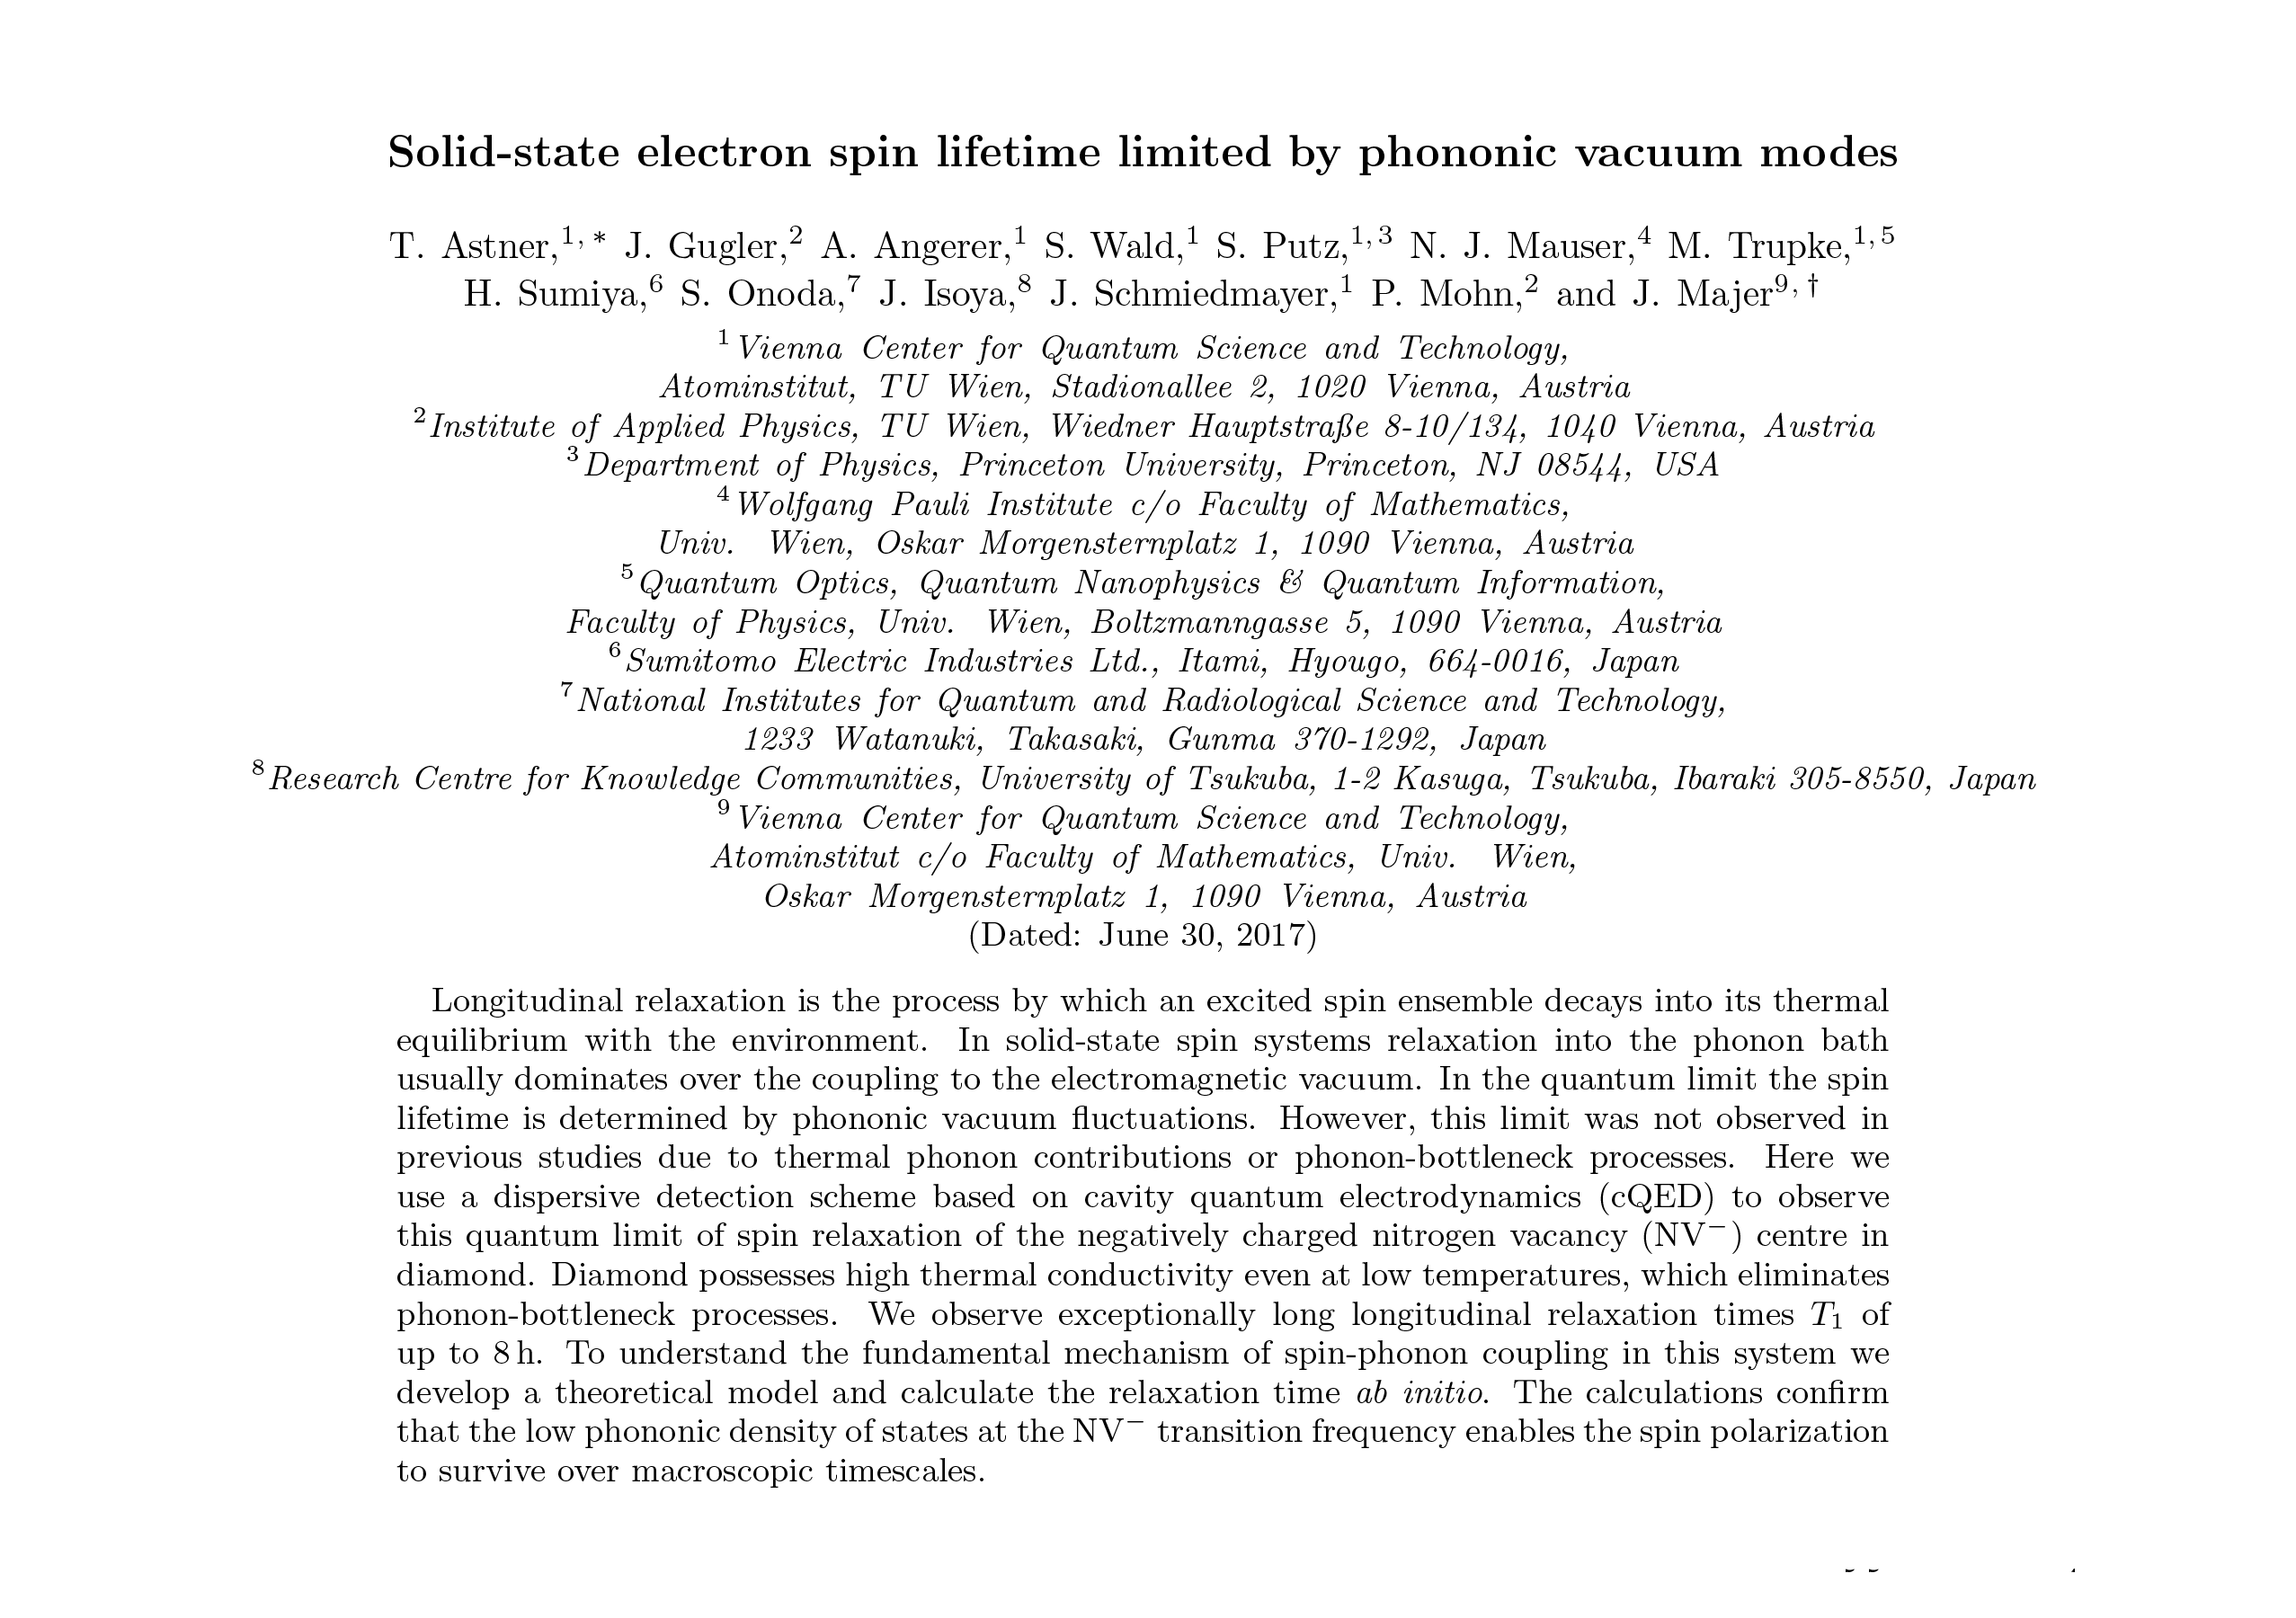 Solid-state electron spin lifetime limited by phononic vacuum modes
T. Astner,1, * J. Gugler,2 A. Angerer,1 S. Wald,1 S. Putz,1, 3 N. J. Mauser,4 M. Trupke,1, 5
H. Sumiya,6 S. Onoda,7 J. Isoya,8 J. Schmiedmayer,1 P. Mohn,2 and J. Majer9, †
1 Vienna Center for Quantum Science and Technology,
Atominstitut, TU Wien, Stadionallee 2, 1020 Vienna, Austria
2 Institute of Applied Physics, TU Wien, Wiedner Hauptstraße 8-10/134, 1040 Vienna, Austria
3 Department of Physics, Princeton University, Princeton, NJ 08544, USA
4 Wolfgang Pauli Institute c/o Faculty of Mathematics,
Univ. Wien, Oskar Morgensternplatz 1, 1090 Vienna, Austria
5 Quantum Optics, Quantum Nanophysics & Quantum Information,
Faculty of Physics, Univ. Wien, Boltzmanngasse 5, 1090 Vienna, Austria
6 Sumitomo Electric Industries Ltd., Itami, Hyougo, 664-0016, Japan
7 National Institutes for Quantum and Radiological Science and Technology,
1233 Watanuki, Takasaki, Gunma 370-1292, Japan
8 Research Centre for Knowledge Communities, University of Tsukuba, 1-2 Kasuga, Tsukuba, Ibaraki 305-8550, Japan
9 Vienna Center for Quantum Science and Technology,
Atominstitut c/o Faculty of Mathematics, Univ. Wien,
Oskar Morgensternplatz 1, 1090 Vienna, Austria
(Dated: June 30, 2017)
Longitudinal relaxation is the process by which an excited spin ensemble decays into its thermal
equilibrium with the environment. In solid-state spin systems relaxation into the phonon bath
usually dominates over the coupling to the electromagnetic vacuum. In the quantum limit the spin
lifetime is determined by phononic vacuum fluctuations. However, this limit was not observed in
previous studies due to thermal phonon contributions or phonon-bottleneck processes. Here we
use a dispersive detection scheme based on cavity quantum electrodynamics (cQED) to observe
this quantum limit of spin relaxation of the negatively charged nitrogen vacancy (NV−) centre in
diamond. Diamond possesses high thermal conductivity even at low temperatures, which eliminates
phonon-bottleneck processes. We observe exceptionally long longitudinal relaxation times T1 of
up to 8 h. To understand the fundamental mechanism of spin-phonon coupling in this system we
develop a theoretical model and calculate the relaxation time ab initio. The calculations confirm
that the low phononic density of states at the NV− transition frequency enables the spin polarization
to survive over macroscopic timescales.